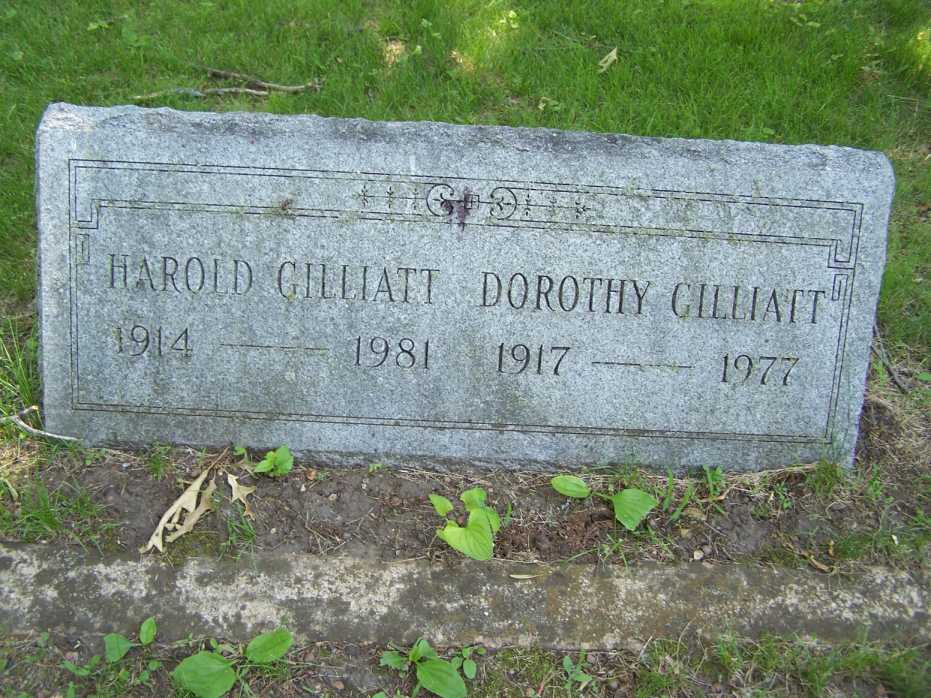 HAROLD GILLIATT DOROTHY GILLIATT
1914 — 1981 1917 — 1977